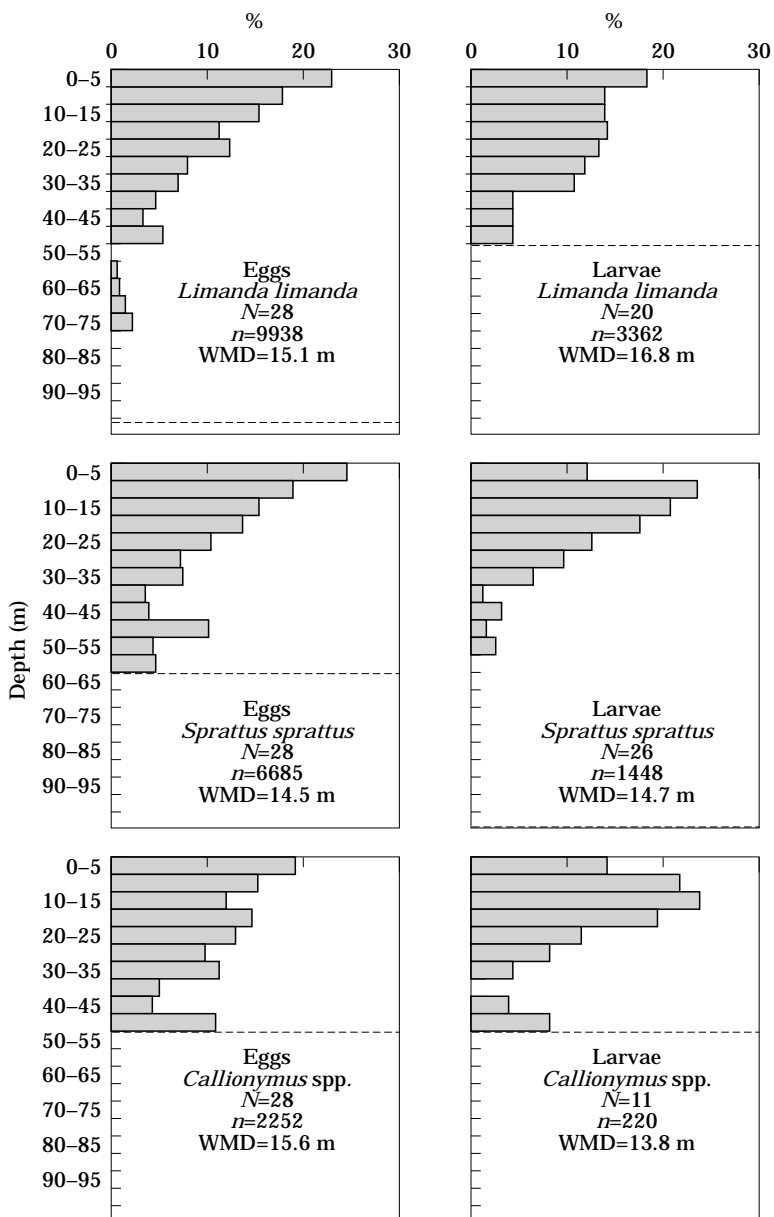 %
%
0 10 20 30
0 10 20 30
0–5
10–15
20–25
30–35
40–45
50–55
60–65
70–75
80–85
90–95
Eggs
Limanda limanda
N=28
n=9938
WMD=15.1 m
Larvae
Limanda limanda
N=20
n=3362
WMD=16.8 m
Depth (m)
0–5
10–15
20–25
30–35
40–45
50–55
60–65
70–75
80–85
90–95
Eggs
Sprattus sprattus
N=28
n=6685
WMD=14.5 m
Larvae
Sprattus sprattus
N=26
n=1448
WMD=14.7 m
0–5
10–15
20–25
30–35
40–45
50–55
60–65
70–75
80–85
90–95
Eggs
Callionymus spp.
N=28
n=2252
WMD=15.6 m
Larvae
Callionymus spp.
N=11
n=220
WMD=13.8 m